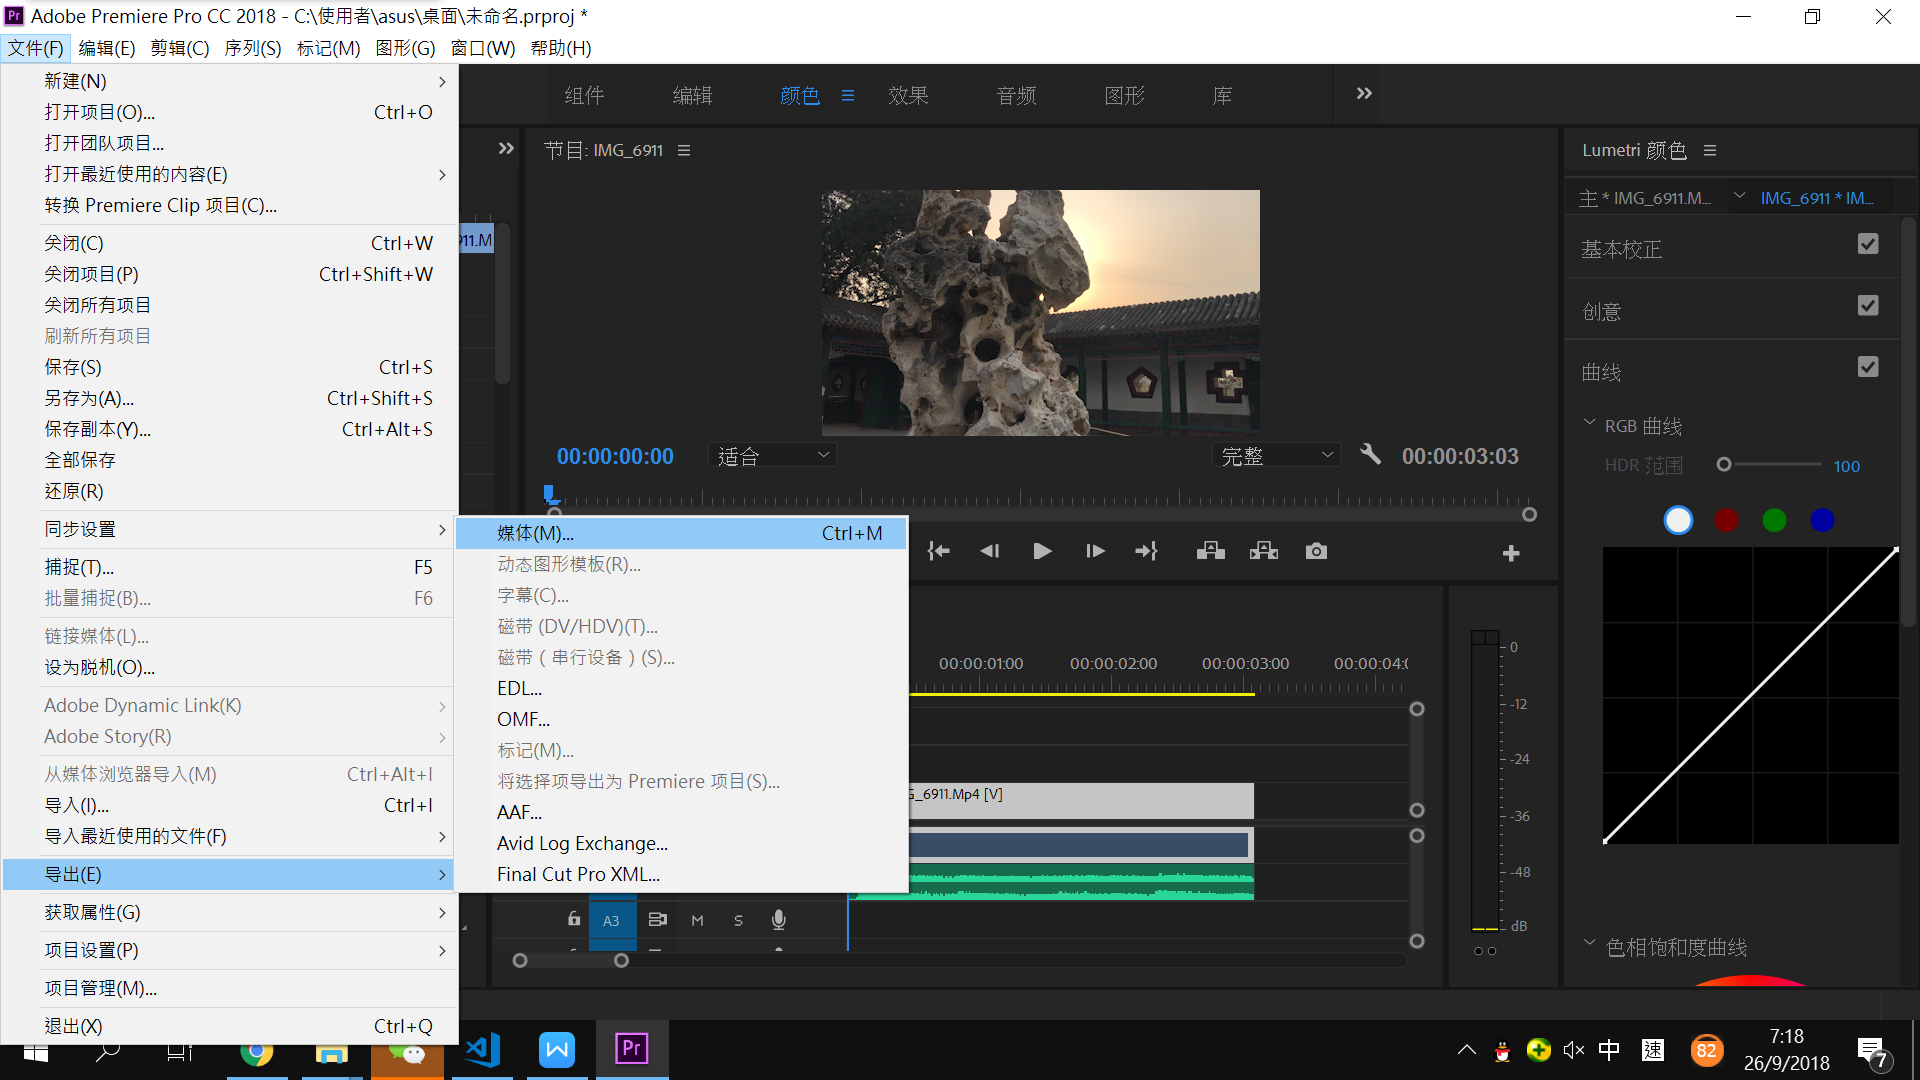 Adobe Premiere Pro CC 2018 - C:\使用者\asus\桌面\未命名.prproj *
文件(F) 编辑(E) 剪辑(C) 序列(S) 标记(M) 图形(G) 窗口(W) 帮助(H)
新建(N)
打开项目(O)... Ctrl+O
打开团队项目...
打开最近使用的内容(E)
转换 Premiere Clip 项目(C)...
关闭(C) Ctrl+W
关闭项目(P) Ctrl+Shift+W
关闭所有项目
刷新所有项目
保存(S) Ctrl+S
另存为(A)... Ctrl+Shift+S
保存副本(Y)... Ctrl+Alt+S
全部保存
还原(R)
同步设置
捕捉(T)... F5
批量捕捉(B)... F6
链接媒体(L)...
设为脱机(O)...
Adobe Dynamic Link(K)
Adobe Story(R)
从媒体浏览器导入(M) Ctrl+Alt+I
导入(I)... Ctrl+I
导入最近使用的文件(F)
导出(E)
获取属性(G)
项目设置(P)
项目管理(M)...
退出(X) Ctrl+Q
媒体(M)... Ctrl+M
动态图形模板(R)...
字幕(C)...
磁带 (DV/HDV)(T)...
磁带（串行设备）(S)...
EDL...
OMF...
标记(M)...
将选择项导出为 Premiere 项目(S)...
AAF...
Avid Log Exchange...
Final Cut Pro XML...
组件 编辑 颜色 效果 音频 图形 库
节目: IMG_6911
911.M
00:00:00:00 适合 完整 00:00:03:03
00:00:01:00 00:00:02:00 00:00:03:00 00:00:04:0
G_6911.Mp4 [V]
A3 M S
0
-12
-24
-36
-48
dB
Lumetri 颜色
主 * IMG_6911.M... IMG_6911 * IM...
基本校正
创意
曲线
RGB 曲线
HDR 范围 100
色相饱和度曲线
Pr
中 速 82
7:18
26/9/2018
7